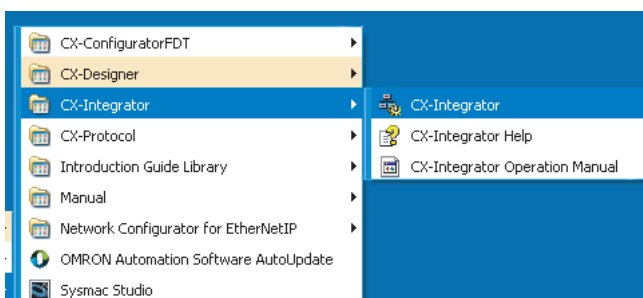 CX-ConfiguratorFDT
CX-Designer
CX-Integrator
CX-Protocol
Introduction Guide Library
Manual
Network Configurator for EtherNetIP
OMRON Automation Software AutoUpdate
Sysmac Studio
CX-Integrator
CX-Integrator Help
CX-Integrator Operation Manual